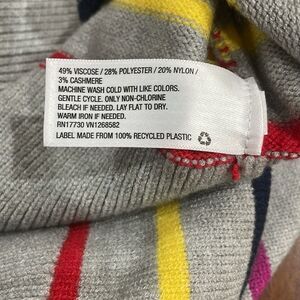 49% VISCOSE / 28% POLYESTER / 20% NYLON /
3% CASHMERE
MACHINE WASH COLD WITH LIKE COLORS.
GENTLE CYCLE. ONLY NON-CHLORINE
BLEACH IF NEEDED. LAY FLAT TO DRY.
WARM IRON IF NEEDED.
RN17730 VN1268582
LABEL MADE FROM 100% RECYCLED PLASTIC